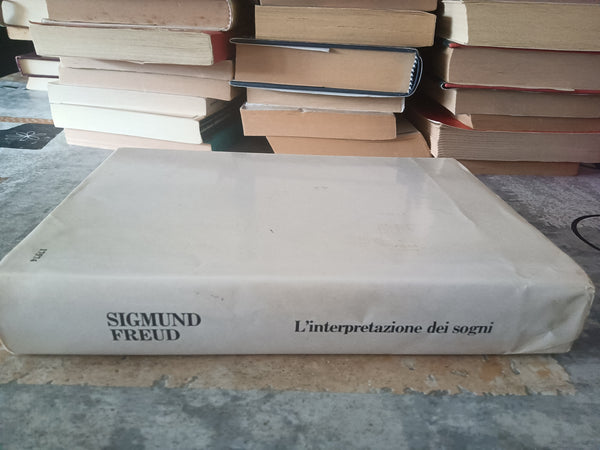 SIGMUND
FREUD
L'interpretazione dei sogni